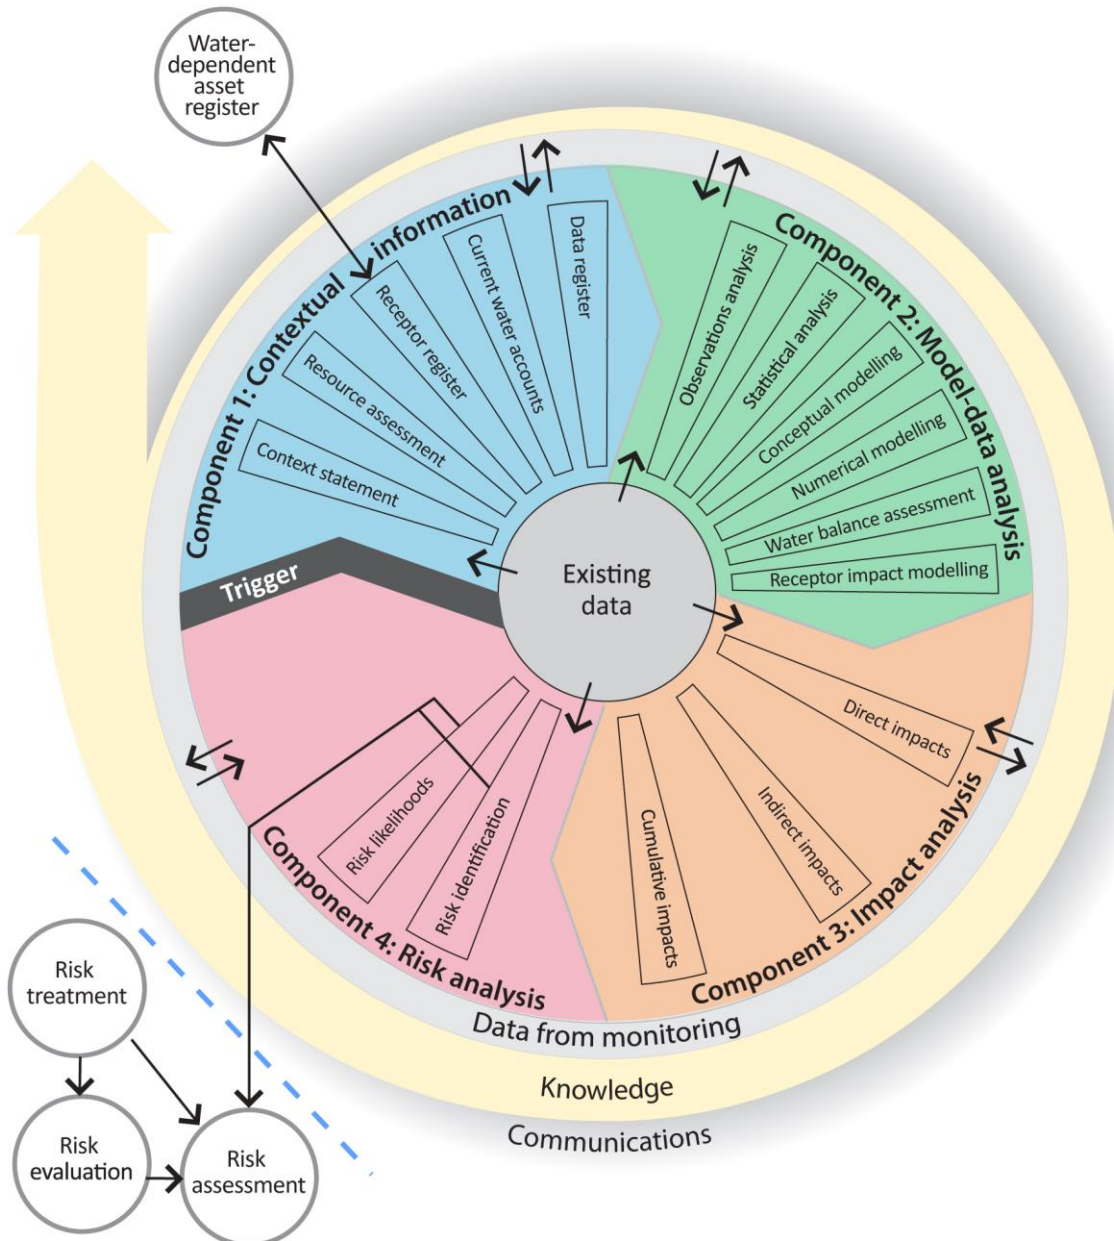 Water-
dependent
asset
register
Component 1: Contextual information
Context statement
Resource assessment
Receptor register
Current water accounts
Data register
Component 2: Model-data analysis
Observations analysis
Statistical analysis
Conceptual modelling
Numerical modelling
Water balance assessment
Receptor impact modelling
Trigger
Existing
data
Component 3: Impact analysis
Direct impacts
Indirect impacts
Cumulative impacts
Component 4: Risk analysis
Risk likelihoods
Risk identification
Data from monitoring
Knowledge
Communications
Risk
treatment
Risk
evaluation
Risk
assessment